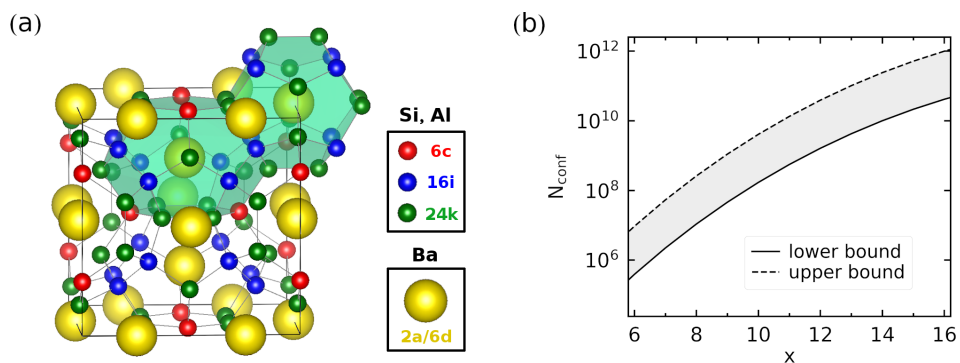 (a)
Si, Al
6c
16i
24k
Ba
2a/6d
(b)
N_conf
10^12
10^10
10^8
10^6
6 8 10 12 14 16
x
lower bound
upper bound